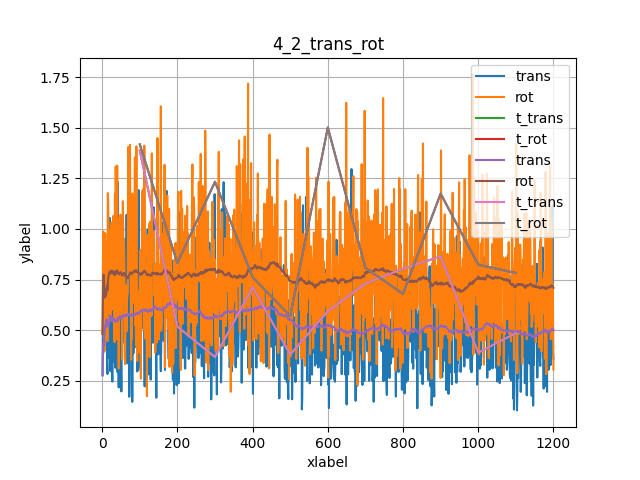 4_2_trans_rot
1.75
1.50
1.25
1.00
0.75
0.50
0.25
ylabel
0
200
400
600
800
1000
1200
xlabel
trans
rot
t_trans
t_rot
trans
rot
t_trans
t_rot